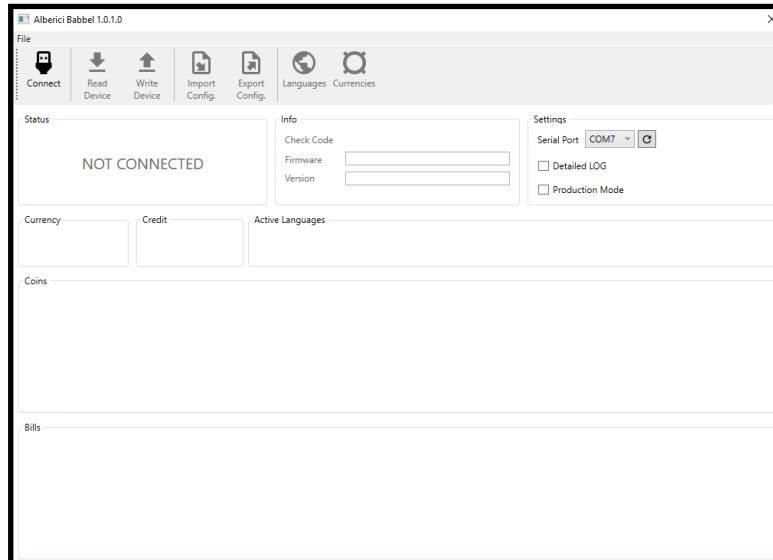 Alberici Babbel 1.0.1.0
File
Connect
Read
Device
Write
Device
Import
Config.
Export
Config.
Languages
Currencies
Status
NOT CONNECTED
Info
Check Code
Firmware
Version
Settings
Serial Port COM7
Detailed LOG
Production Mode
Currency
Credit
Active Languages
Coins
Bills